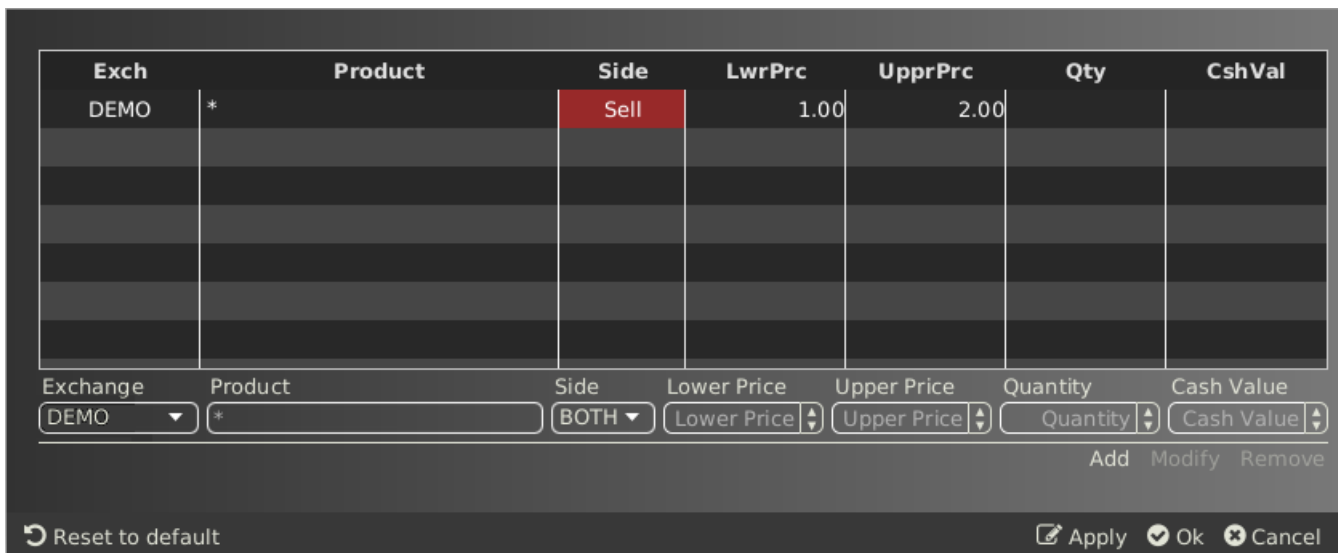 Exch Product Side LwrPrc UpprPrc Qty CshVal
DEMO * Sell 1.00 2.00
Exchange Product Side Lower Price Upper Price Quantity Cash Value
DEMO * BOTH Lower Price Upper Price Quantity Cash Value
Add Modify Remove
Reset to default Apply Ok Cancel